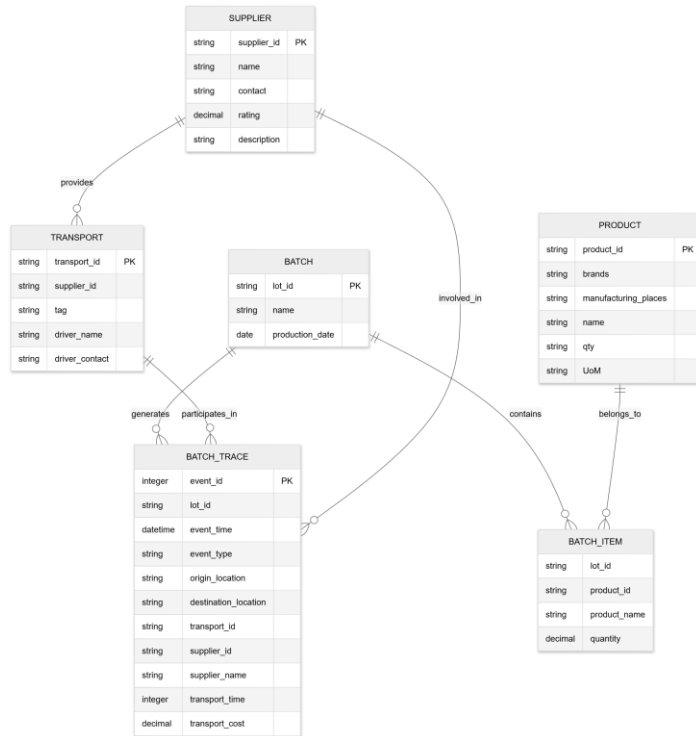 SUPPLIER
string supplier_id PK
string name
string contact
decimal rating
string description
provides
TRANSPORT
string transport_id PK
string supplier_id
string tag
string driver_name
string driver_contact
BATCH
string lot_id PK
string name
date production_date
involved_in
PRODUCT
string product_id PK
string brands
string manufacturing_places
string name
string qty
string UoM
generates
participates_in
contains
belongs_to
BATCH_TRACE
integer event_id PK
string lot_id
datetime event_time
string event_type
string origin_location
string destination_location
string transport_id
string supplier_id
string supplier_name
integer transport_time
decimal transport_cost
BATCH_ITEM
string lot_id
string product_id
string product_name
decimal quantity